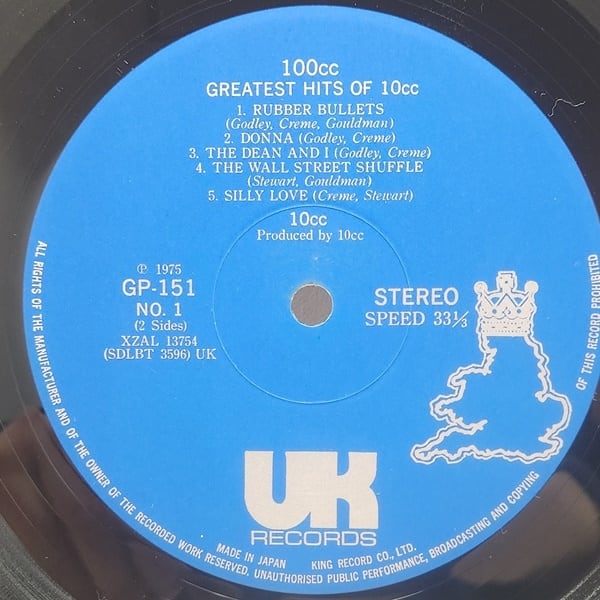 100cc
GREATEST HITS OF 10cc
1. RUBBER BULLETS
(Godley, Creme, Gouldman)
2. DONNA (Godley, Creme)
3. THE DEAN AND I (Godley, Creme)
4. THE WALL STREET SHUFFLE
(Stewart, Gouldman)
5. SILLY LOVE (Creme, Stewart)
10cc
Produced by 10cc
℗ 1975
GP-151
NO. 1
(2 Sides)
XZAL 13754
(SDLBT 3596) UK
STEREO
SPEED 33⅓
UK
RECORDS
MADE IN JAPAN KING RECORD CO., LTD.
ALL RIGHTS OF THE MANUFACTURER AND OF THE OWNER OF THE RECORDED WORK RESERVED. UNAUTHORISED PUBLIC PERFORMANCE, BROADCASTING AND COPYING OF THIS RECORD PROHIBITED